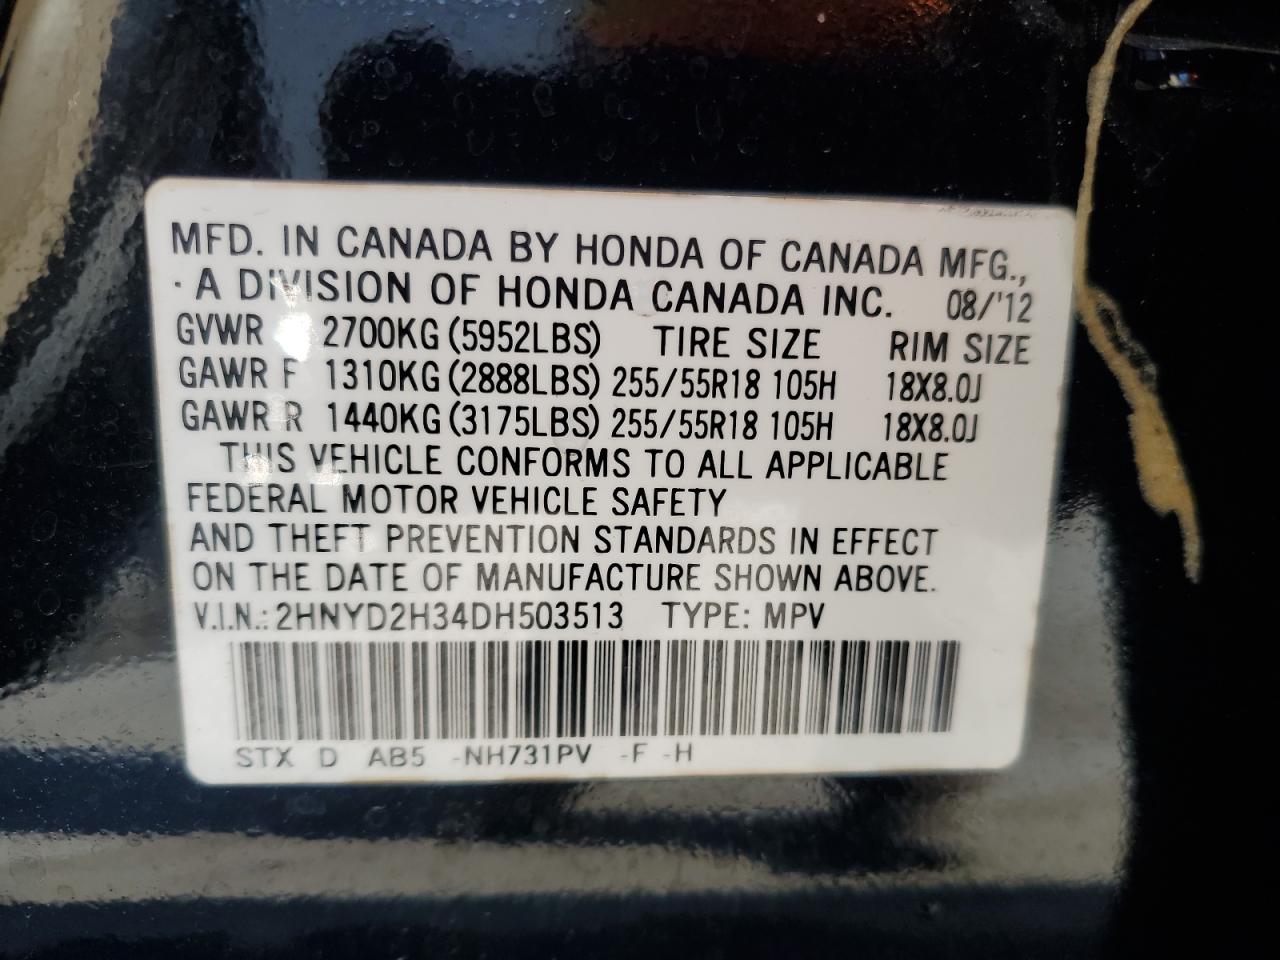 MFD. IN CANADA BY HONDA OF CANADA MFG.,
· A DIVISION OF HONDA CANADA INC. 08/'12
GVWR 2700KG (5952LBS) TIRE SIZE RIM SIZE
GAWR F 1310KG (2888LBS) 255/55R18 105H 18X8.0J
GAWR R 1440KG (3175LBS) 255/55R18 105H 18X8.0J
THIS VEHICLE CONFORMS TO ALL APPLICABLE
FEDERAL MOTOR VEHICLE SAFETY
AND THEFT PREVENTION STANDARDS IN EFFECT
ON THE DATE OF MANUFACTURE SHOWN ABOVE.
V.I.N.: 2HNYD2H34DH503513 TYPE: MPV
STX D AB5 -NH731PV -F -H